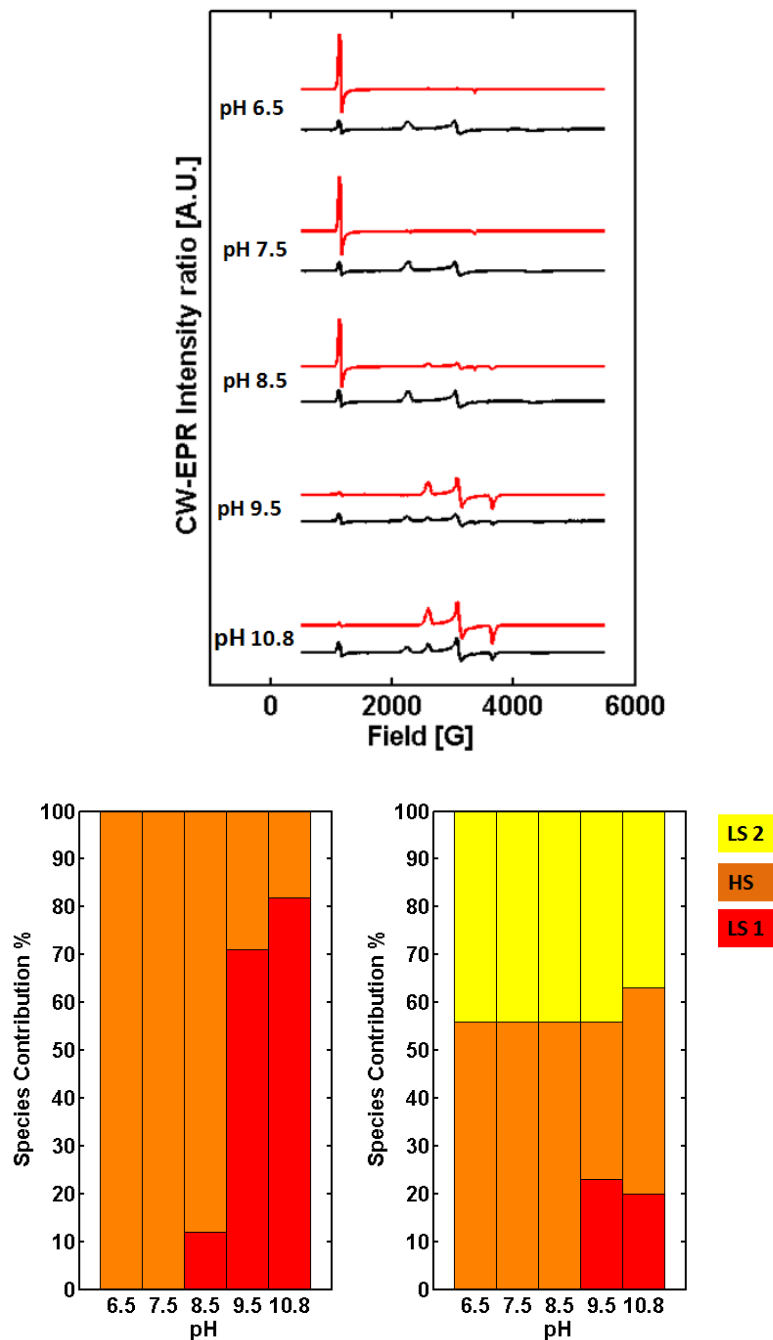 CW-EPR Intensity ratio [A.U.]
pH 6.5
pH 7.5
pH 8.5
pH 9.5
pH 10.8
0 2000 4000 6000
Field [G]
Species Contribution %
100
90
80
70
60
50
40
30
20
10
0
6.5 7.5 8.5 9.5 10.8
pH
Species Contribution %
100
90
80
70
60
50
40
30
20
10
0
6.5 7.5 8.5 9.5 10.8
pH
LS 2
HS
LS 1